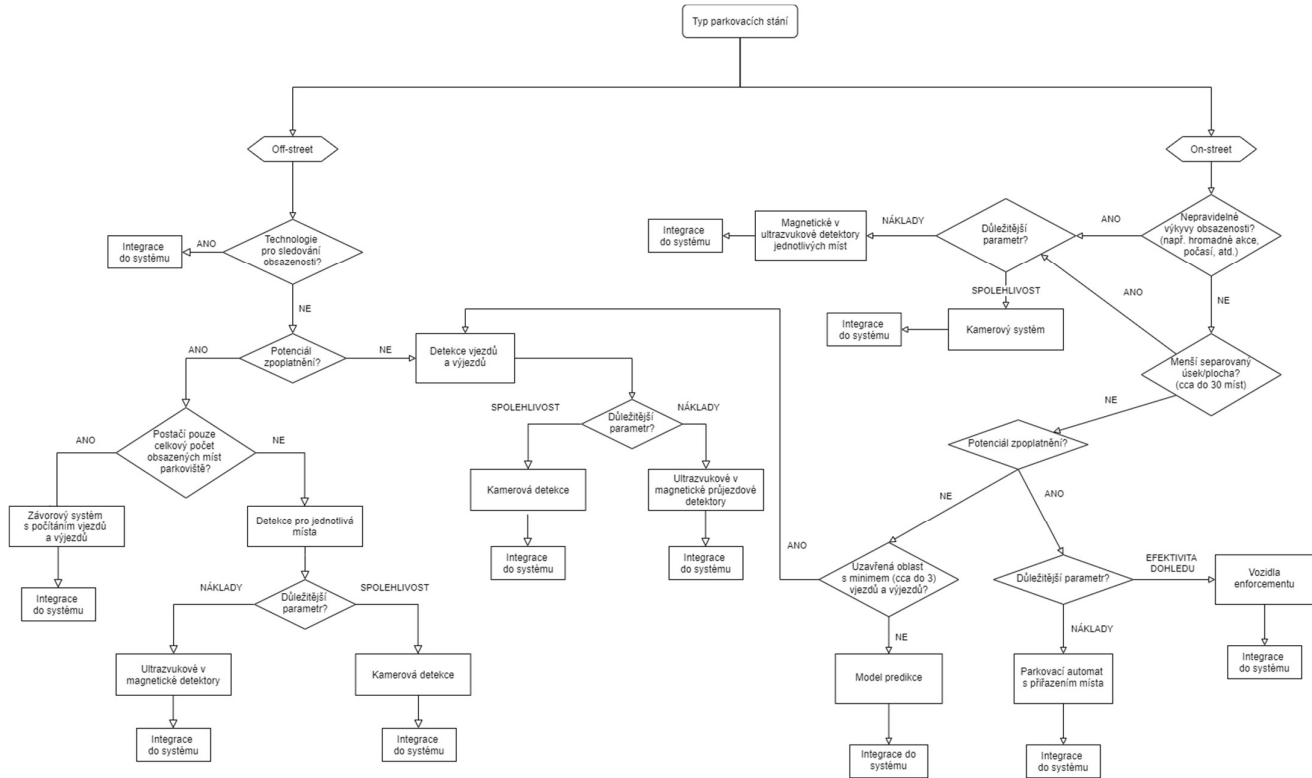 Typ parkovacích stání
Off-street
On-street
Technologie
pro sledování
obsazenosti?
ANO
Integrace
do systému
NE
Nepravidelné
výkyvy obsazenosti?
(např. hromadné akce,
počasí, atd.)
ANO
Důležitější
parametr?
NÁKLADY
Magnetické v
ultrazvukové detektory
jednotlivých míst
Integrace
do systému
SPOLEHLIVOST
Kamerový systém
Integrace
do systému
ANO
NE
Menší separovaný
úsek/plocha?
(cca do 30 míst)
NE
Potenciál
zpoplatnění?
ANO
NE
Detekce vjezdů
a výjezdů
SPOLEHLIVOST
Důležitější
parametr?
NÁKLADY
Kamerová detekce
Ultrazvukové v
magnetické průjezdové
detektory
Integrace
do systému
Integrace
do systému
Postačí pouze
celkový počet
obsazených míst
parkoviště?
ANO
NE
Závorový systém
s počítáním vjezdů
a výjezdů
Integrace
do systému
Detekce pro jednotlivá
místa
NÁKLADY
Důležitější
parametr?
SPOLEHLIVOST
Ultrazvukové v
magnetické detektory
Kamerová detekce
Integrace
do systému
Integrace
do systému
Potenciál zpoplatnění?
NE
ANO
ANO
Uzavřená oblast
s minimem (cca do 3)
vjezdů a výjezdů?
NE
Model predikce
Integrace do
systému
Důležitější parametr?
EFEKTIVITA
DOHLEDU
Vozidla
enforcementu
Integrace
do systému
NÁKLADY
Parkovací automat
s přiřazením místa
Integrace
do systému